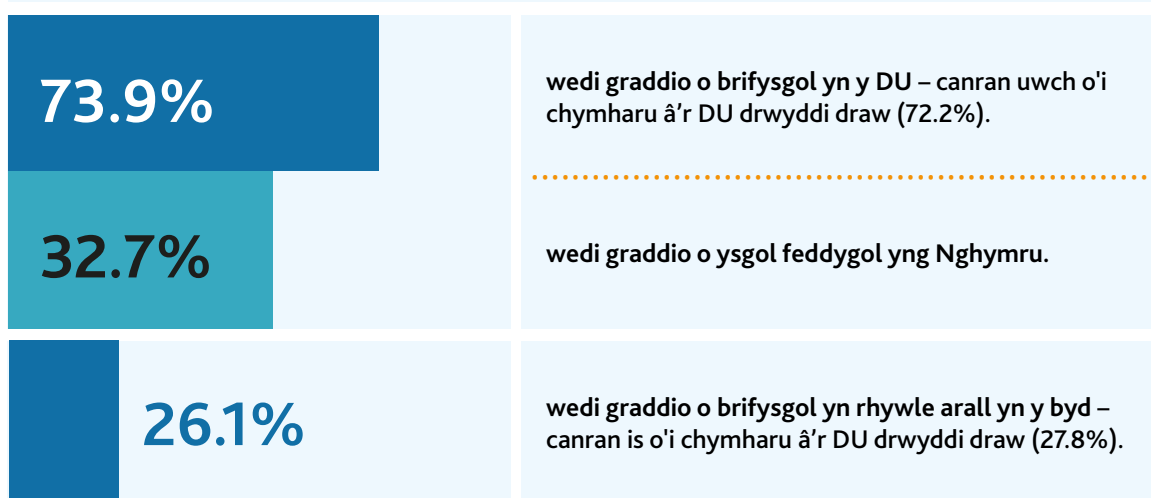 73.9%
wedi graddio o brifysgol yn y DU – canran uwch o'i
chymharu â’r DU drwyddi draw (72.2%).
32.7%
wedi graddio o ysgol feddygol yng Nghymru.
26.1%
wedi graddio o brifysgol yn rhywle arall yn y byd –
canran is o'i chymharu â’r DU drwyddi draw (27.8%).